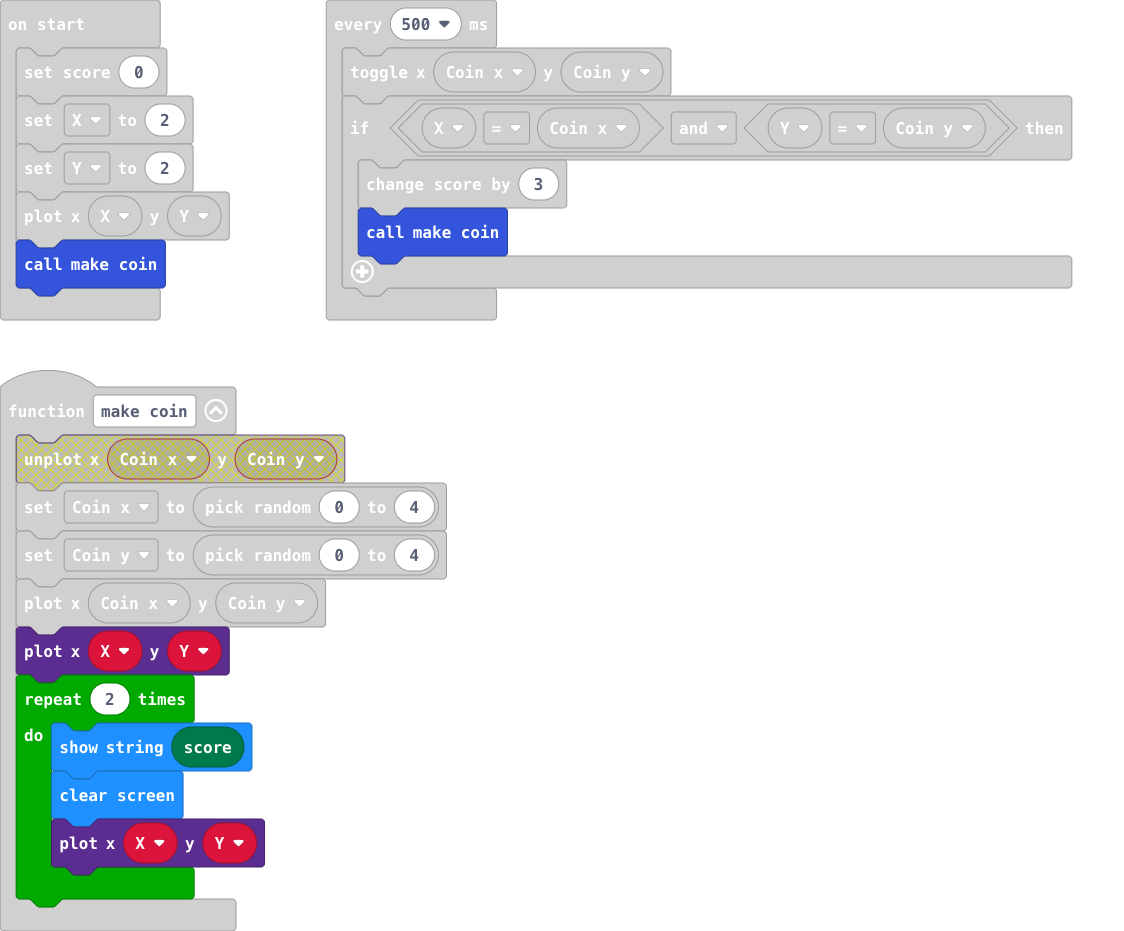 on start
set score 0
set X to 2
set Y to 2
plot x X y Y
call make coin
every 500 ms
toggle x Coin x y Coin y
if X = Coin x and Y = Coin y then
change score by 3
call make coin
function make coin
unplot x Coin x y Coin y
set Coin x to pick random 0 to 4
set Coin y to pick random 0 to 4
plot x Coin x y Coin y
plot x X y Y
repeat 2 times
do
show string score
clear screen
plot x X y Y